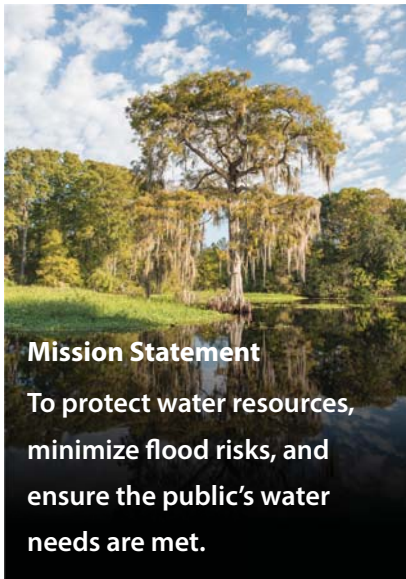 Mission Statement
To protect water resources,
minimize flood risks, and
ensure the public’s water
needs are met.